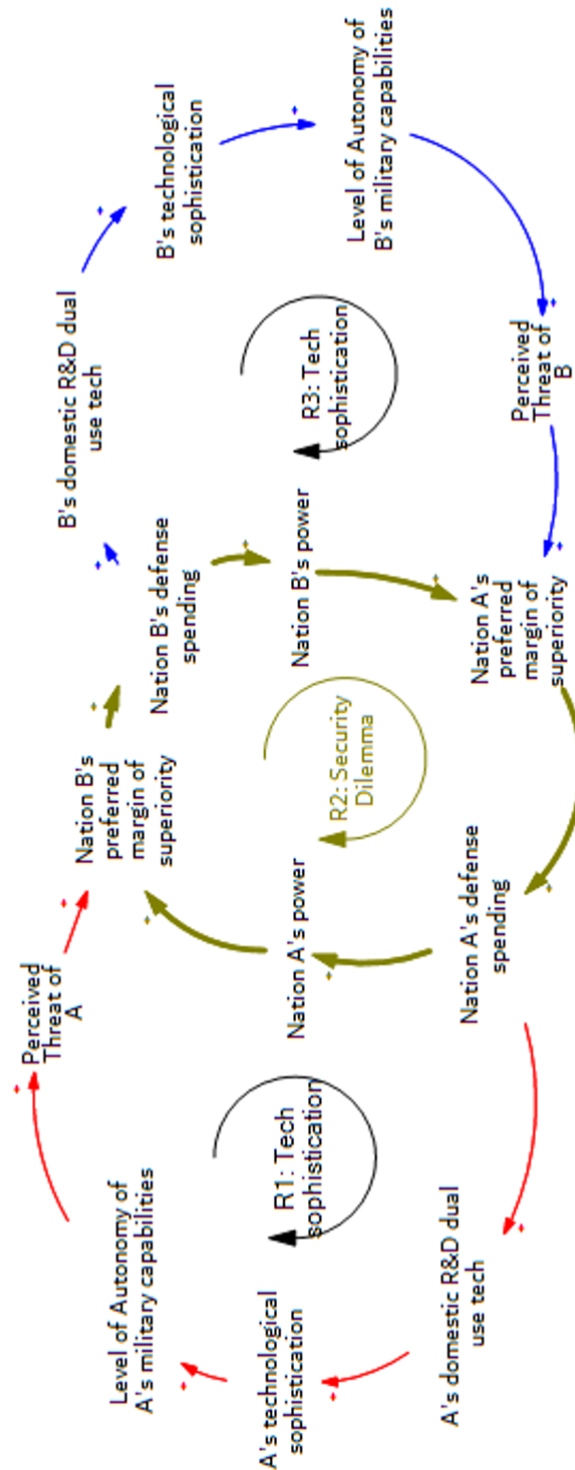 Perceived
Threat of
A
Level of Autonomy of
A's military capabilities
A's technological
sophistication
A's domestic R&D dual
use tech
R1: Tech
sophistication
Nation A's power
Nation A's defense
spending
Nation B's
preferred
margin of
superiority
R2: Security
Dilemma
Nation A's
preferred
margin of
superiority
Nation B's defense
spending
Nation B's power
B's domestic R&D dual
use tech
R3: Tech
sophistication
B's technological
sophistication
Level of Autonomy of
B's military capabilities
Perceived
Threat of
B